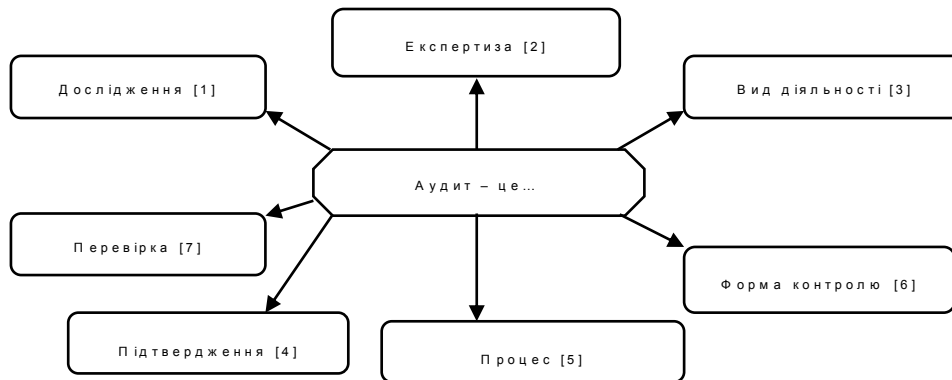 Експертиза [2]
Дослідження [1]
Вид діяльності [3]
Аудит – це…
Перевірка [7]
Форма контролю [6]
Підтвердження [4]
Процес [5]